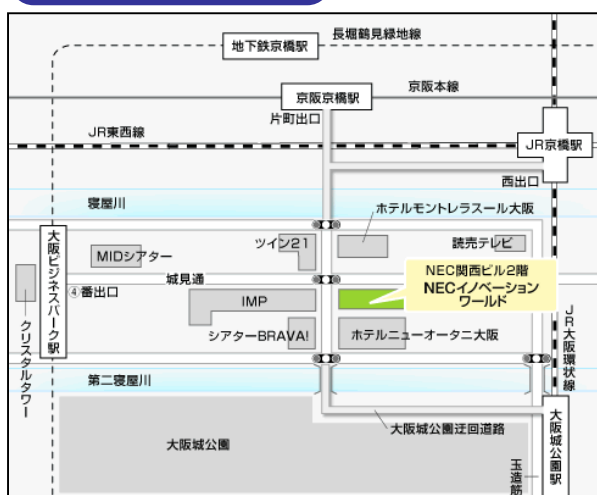 長堀鶴見緑地線
地下鉄京橋駅
京阪本線
京阪京橋駅
片町出口
JR東西線
JR京橋駅
西出口
寝屋川
ホテルモントレラスール大阪
ツイン21
読売テレビ
MIDシアター
大阪ビジネスパーク駅
城見通
④番出口
IMP
NEC関西ビル2階
NECイノベーション
ワールド
シアターBRAVA!
ホテルニューオータニ大阪
クリスタルタワー
JR大阪環状線
第二寝屋川
大阪城公園迂回道路
大阪城公園
大阪城公園駅
玉造筋